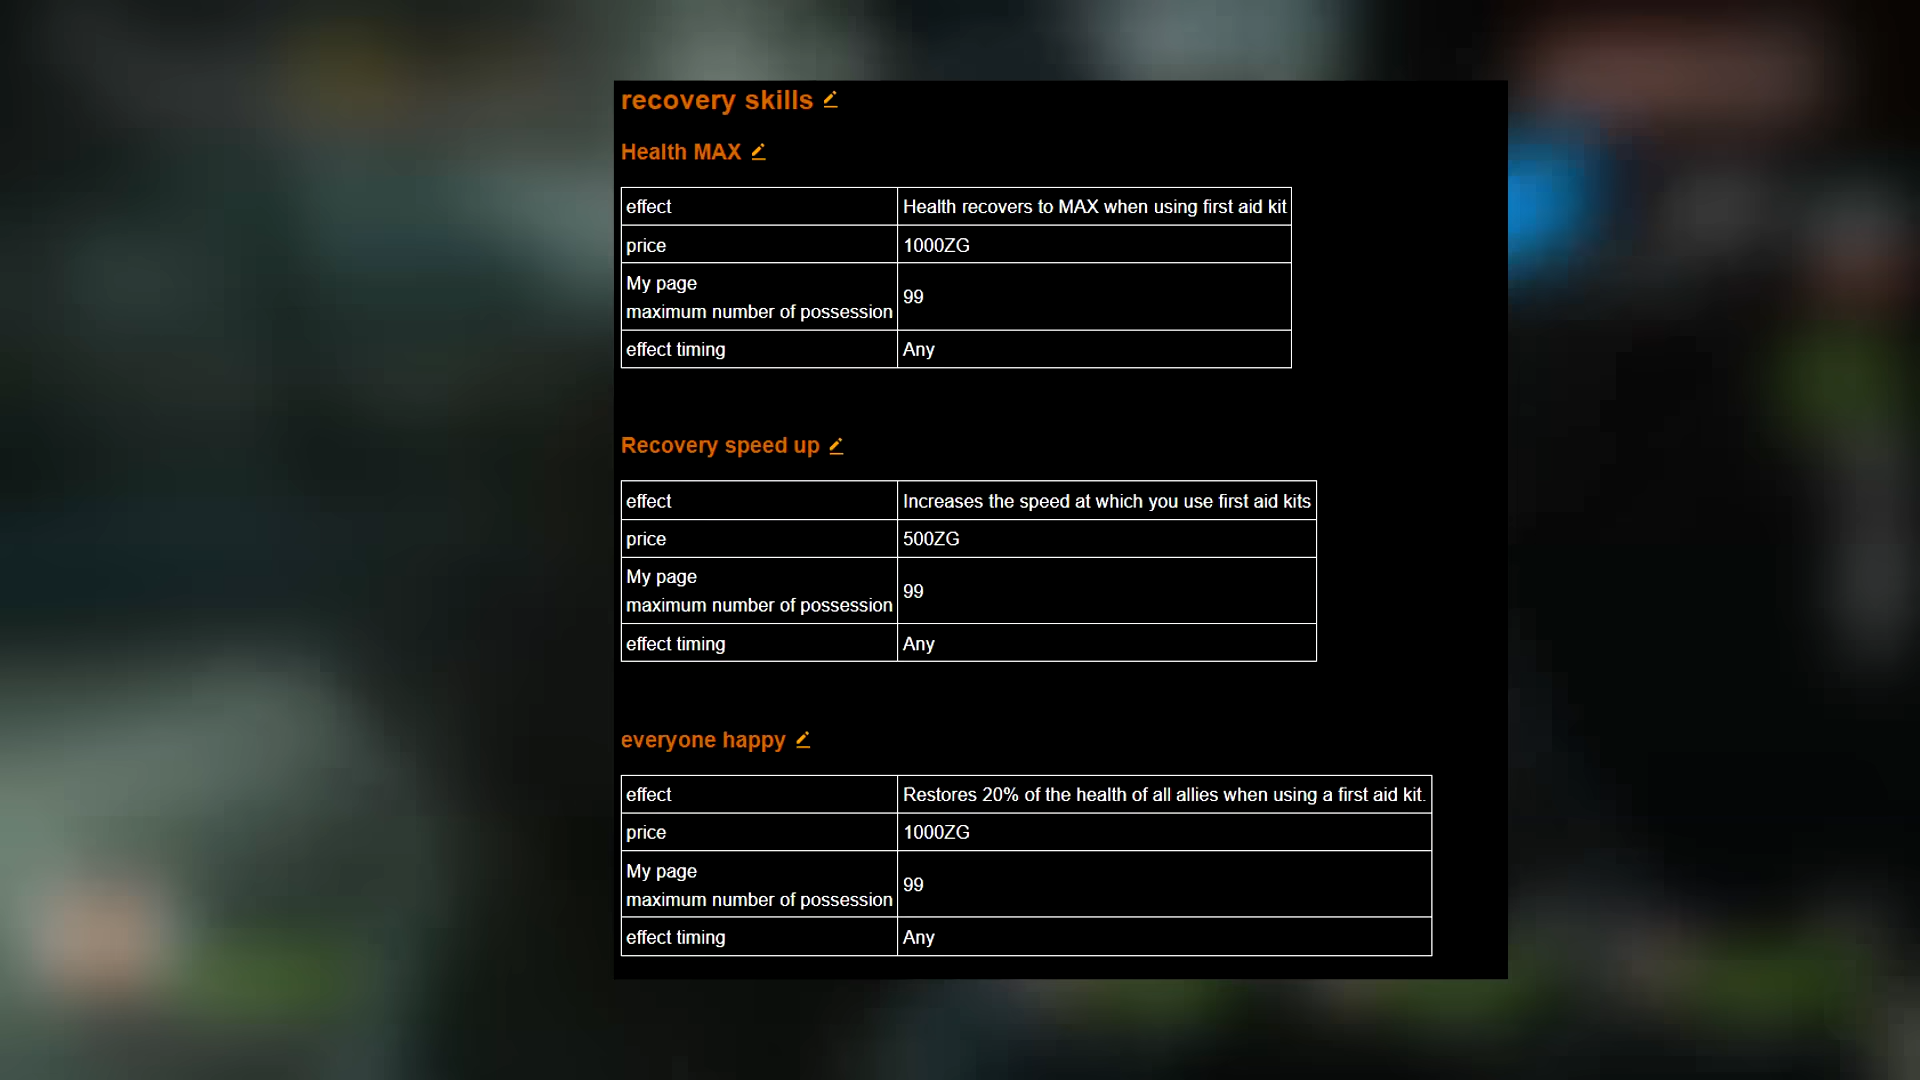 recovery skills
Health MAX
effect Health recovers to MAX when using first aid kit
price 1000ZG
My page
maximum number of possession 99
effect timing Any
Recovery speed up
effect Increases the speed at which you use first aid kits
price 500ZG
My page
maximum number of possession 99
effect timing Any
everyone happy
effect Restores 20% of the health of all allies when using a first aid kit.
price 1000ZG
My page
maximum number of possession 99
effect timing Any